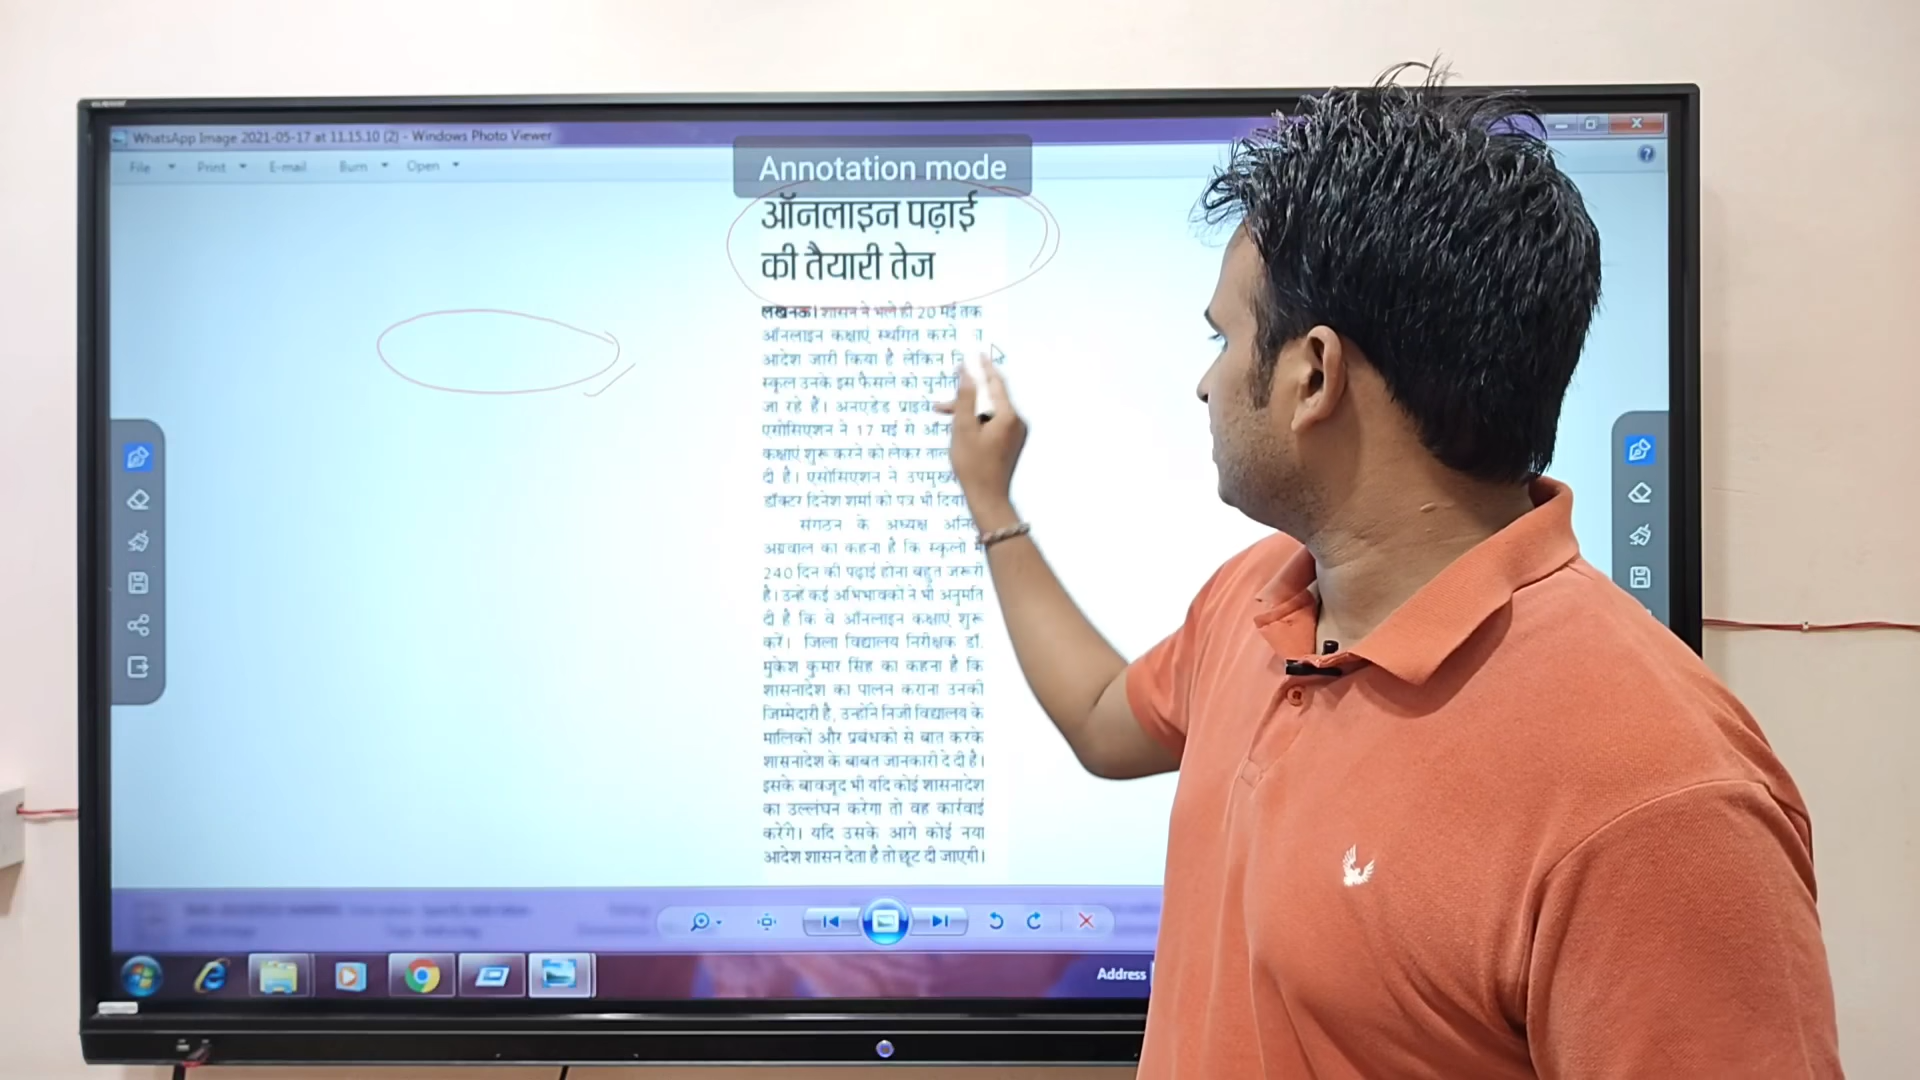 WhatsApp Image 2021-05-17 at 11.15.10 (2) - Windows Photo Viewer
File Print E-mail Burn Open
Annotation mode
ऑनलाइन पढ़ाई
की तैयारी तेज
लखनऊ। शासन ने भले ही 20 मई तक
ऑनलाइन कक्षाएं स्थगित करने
आदेश जारी किया है लेकिन
स्कूल उनके इस फैसले को चुनौती
जा रहे हैं। अनएडेड
एसोसिएशन ने 17 मई से
कक्षाएं शुरू करने को लेकर
दी है। एसोसिएशन ने
डॉक्टर दिनेश शर्मा को पत्र भी दिया
संगठन के अध्यक्ष
अग्रवाल का कहना है कि स्कूलों में
240 दिन की पढ़ाई होना बहुत जरूरी
है। उन्हें कई अभिभावकों ने भी अनुमति
दी है कि वे ऑनलाइन कक्षाएं शुरू
करें। जिला विद्यालय निरीक्षक डॉ.
मुकेश कुमार सिंह का कहना है कि
शासनादेश का पालन कराना उनकी
जिम्मेदारी है, उन्होंने निजी विद्यालय के
मालिकों और प्रबंधकों से बात करके
शासनादेश के बाबत जानकारी दे दी है।
इसके बावजूद भी यदि कोई शासनादेश
का उल्लंघन करेगा तो वह कार्रवाई
करेंगे। यदि उसके आगे कोई नया
आदेश शासन देता है तो छूट दी जाएगी।
Address